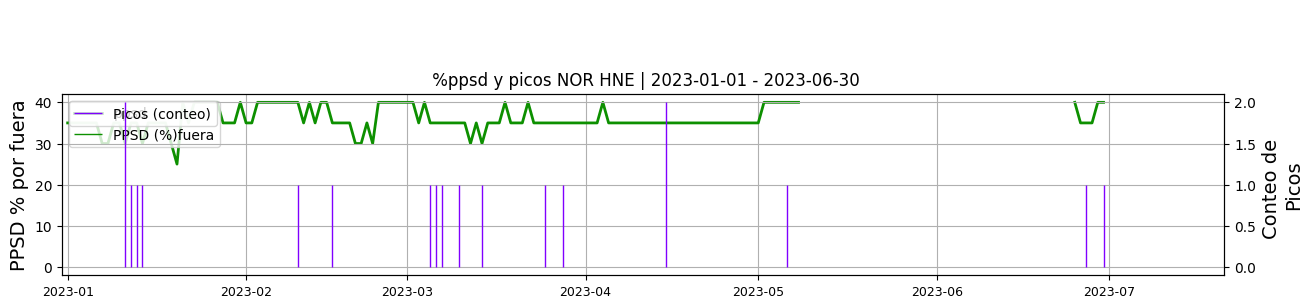 %ppsd y picos NOR HNE | 2023-01-01 - 2023-06-30
PPSD % por fuera
40
30
20
10
0
Picos (conteo)
PPSD (%)fuera
2.0
1.5
1.0
0.5
0.0
Conteo de
Picos
2023-01
2023-02
2023-03
2023-04
2023-05
2023-06
2023-07